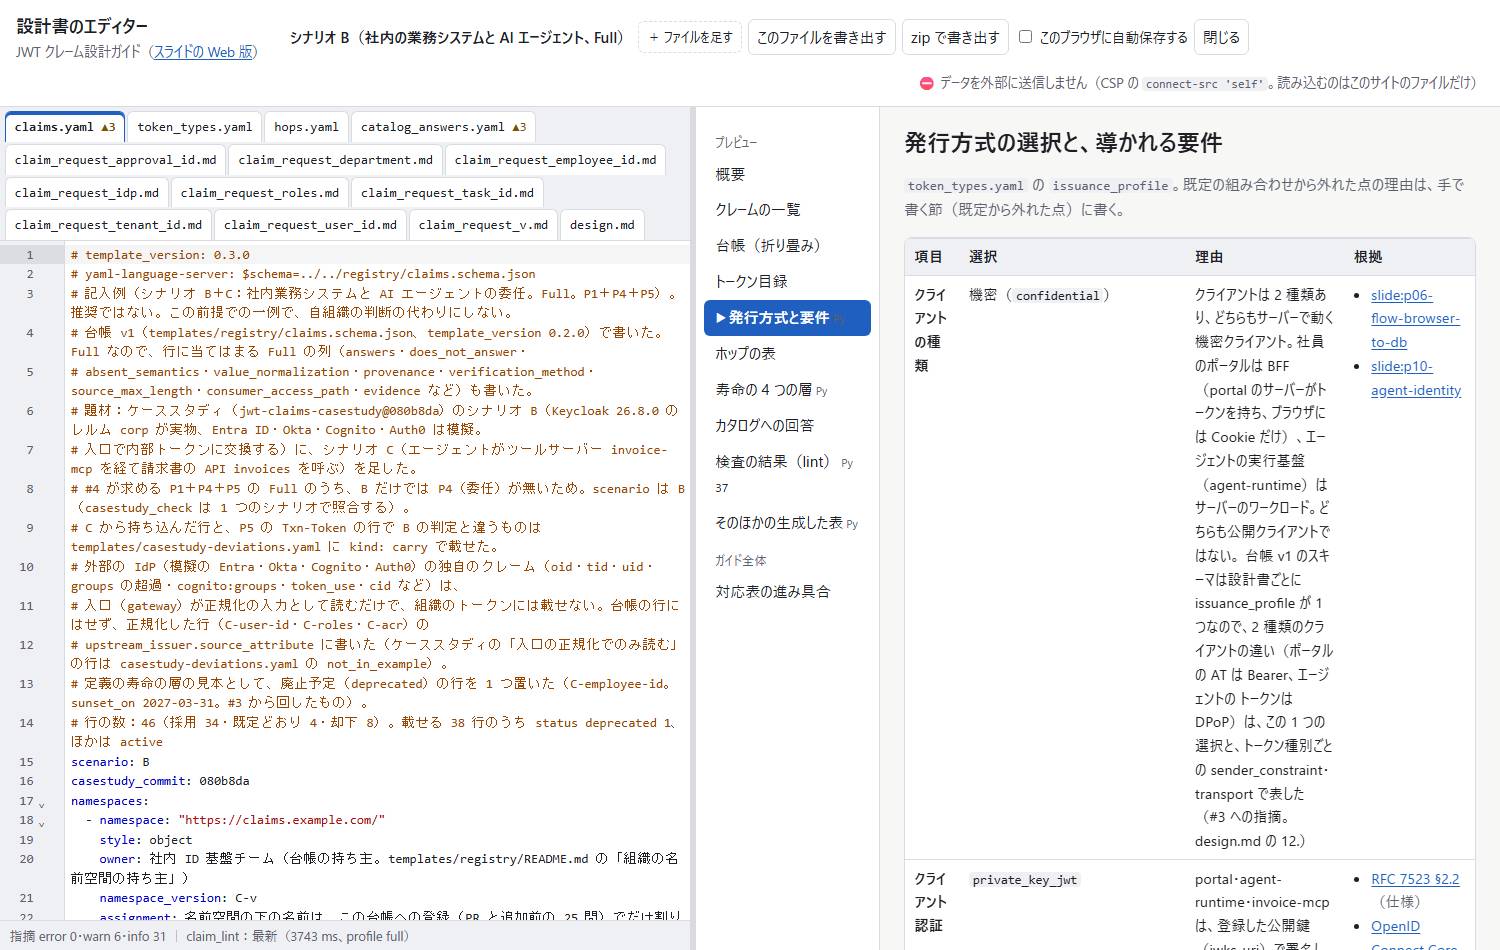 設計書のエディター
JWT クレーム設計ガイド（スライドの Web 版）
シナリオ B（社内の業務システムと AI エージェント、Full）
＋ ファイルを足す
このファイルを書き出す
zip で書き出す
このブラウザに自動保存する
閉じる
⛔ データを外部に送信しません（CSP の connect-src 'self'。読み込むのはこのサイトのファイルだけ）
claims.yaml ▲3
token_types.yaml
hops.yaml
catalog_answers.yaml ▲3
claim_request_approval_id.md
claim_request_department.md
claim_request_employee_id.md
claim_request_idp.md
claim_request_roles.md
claim_request_task_id.md
claim_request_tenant_id.md
claim_request_user_id.md
claim_request_v.md
design.md
1 # template_version: 0.3.0
2 # yaml-language-server: $schema=../../registry/claims.schema.json
3 # 記入例（シナリオ B＋C：社内業務システムと AI エージェントの委任。Full。P1＋P4＋P5）。
推奨ではない。この前提での一例で、自組織の判断の代わりにしない。
4 # 台帳 v1（templates/registry/claims.schema.json、template_version 0.2.0）で書いた。
Full なので、行に当てはまる Full の列（answers・does_not_answer・
5 # absent_semantics・value_normalization・provenance・verification_method・
source_max_length・consumer_access_path・evidence など）も書いた。
6 # 題材：ケーススタディ（jwt-claims-casestudy@080b8da）のシナリオ B（Keycloak 26.8.0 の
レルム corp が実物、Entra ID・Okta・Cognito・Auth0 は模擬。
7 # 入口で内部トークンに交換する）に、シナリオ C（エージェントがツールサーバー invoice-
mcp を経て請求書の API invoices を呼ぶ）を足した。
8 # #4 が求める P1＋P4＋P5 の Full のうち、B だけでは P4（委任）が無いため。scenario は B
（casestudy_check は 1 つのシナリオで照合する）。
9 # C から持ち込んだ行と、P5 の Txn-Token の行で B の判定と違うものは
templates/casestudy-deviations.yaml に kind: carry で載せた。
10 # 外部の IdP（模擬の Entra・Okta・Cognito・Auth0）の独自のクレーム（oid・tid・uid・
groups の超過・cognito:groups・token_use・cid など）は、
11 # 入口（gateway）が正規化の入力として読むだけで、組織のトークンには載せない。台帳の行に
はせず、正規化した行（C-user-id・C-roles・C-acr）の
12 # upstream_issuer.source_attribute に書いた（ケーススタディの「入口の正規化でのみ読む」
の行は casestudy-deviations.yaml の not_in_example）。
13 # 定義の寿命の層の見本として、廃止予定（deprecated）の行を 1 つ置いた（C-employee-id。
sunset_on 2027-03-31。#3 から回したもの）。
14 # 行の数：46（採用 34・既定どおり 4・却下 8）。載せる 38 行のうち status deprecated 1、
ほかは active
15 scenario: B
16 casestudy_commit: 080b8da
17 namespaces:
18 - namespace: "https://claims.example.com/"
19 style: object
20 owner: 社内 ID 基盤チーム（台帳の持ち主。templates/registry/README.md の「組織の名
前空間の持ち主」）
21 namespace_version: C-v
22 assignment: 名前空間の下の名前は、この台帳への登録（PR と追加前の 25 問）でだけ割り
指摘 error 0・warn 6・info 31 | claim_lint：最新（3743 ms、profile full）
プレビュー
概要
クレームの一覧
台帳（折り畳み）
トークン目録
▶ 発行方式と要件 Py
ホップの表
寿命の 4 つの層 Py
カタログへの回答
検査の結果（lint） Py
37
そのほかの生成した表 Py
ガイド全体
対応表の進み具合
発行方式の選択と、導かれる要件
token_types.yaml の issuance_profile。既定の組み合わせから外れた点の理由は、手で
書く節（既定から外れた点）に書く。
項目 選択 理由 根拠
クライ
アント
の種
類
機密（confidential）
クライアントは 2 種類あ
り、どちらもサーバーで動く
機密クライアント。社員
のポータルは BFF
（portal のサーバーがト
ークンを持ち、ブラウザに
は Cookie だけ）、エー
ジェントの実行基盤
（agent-runtime）は
サーバーのワークロード。ど
ちらも公開クライアントで
はない。台帳 v1 のスキ
ーマは設計書ごとに
issuance_profile が 1
つなので、2 種類のクラ
イアントの違い（ポータル
の AT は Bearer、エージ
ェントの トークンは
DPoP）は、この 1 つの
選択と、トークン種別ごと
の sender_constraint・
transport で表した
（#3 への指摘。
design.md の 12.）
slide:p06-
flow-browser-
to-db
slide:p10-
agent-identity
クライ
アント
認証
private_key_jwt
portal・agent-
runtime・invoice-mcp
は、登録した公開鍵
（jwks_uri）で署名し
RFC 7523 §2.2
（仕様）
OpenID
Connect Core